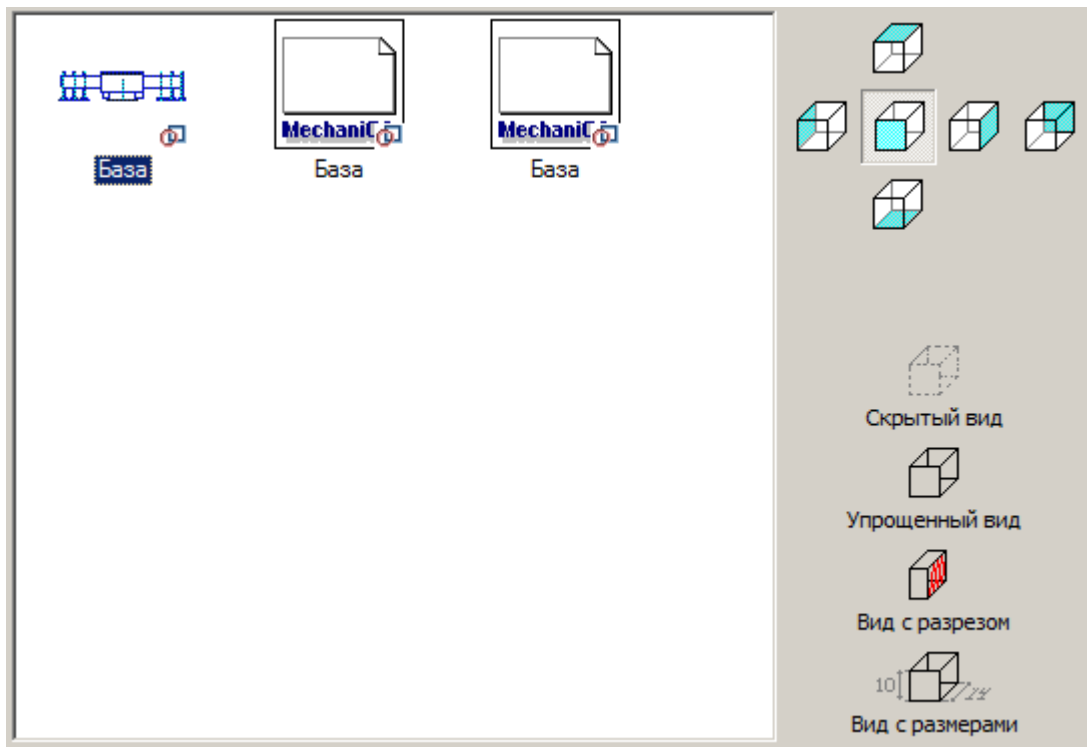 MechaniC
MechaniC
База
База
База
Скрытый вид
Упрощенный вид
Вид с разрезом
10
Вид с размерами